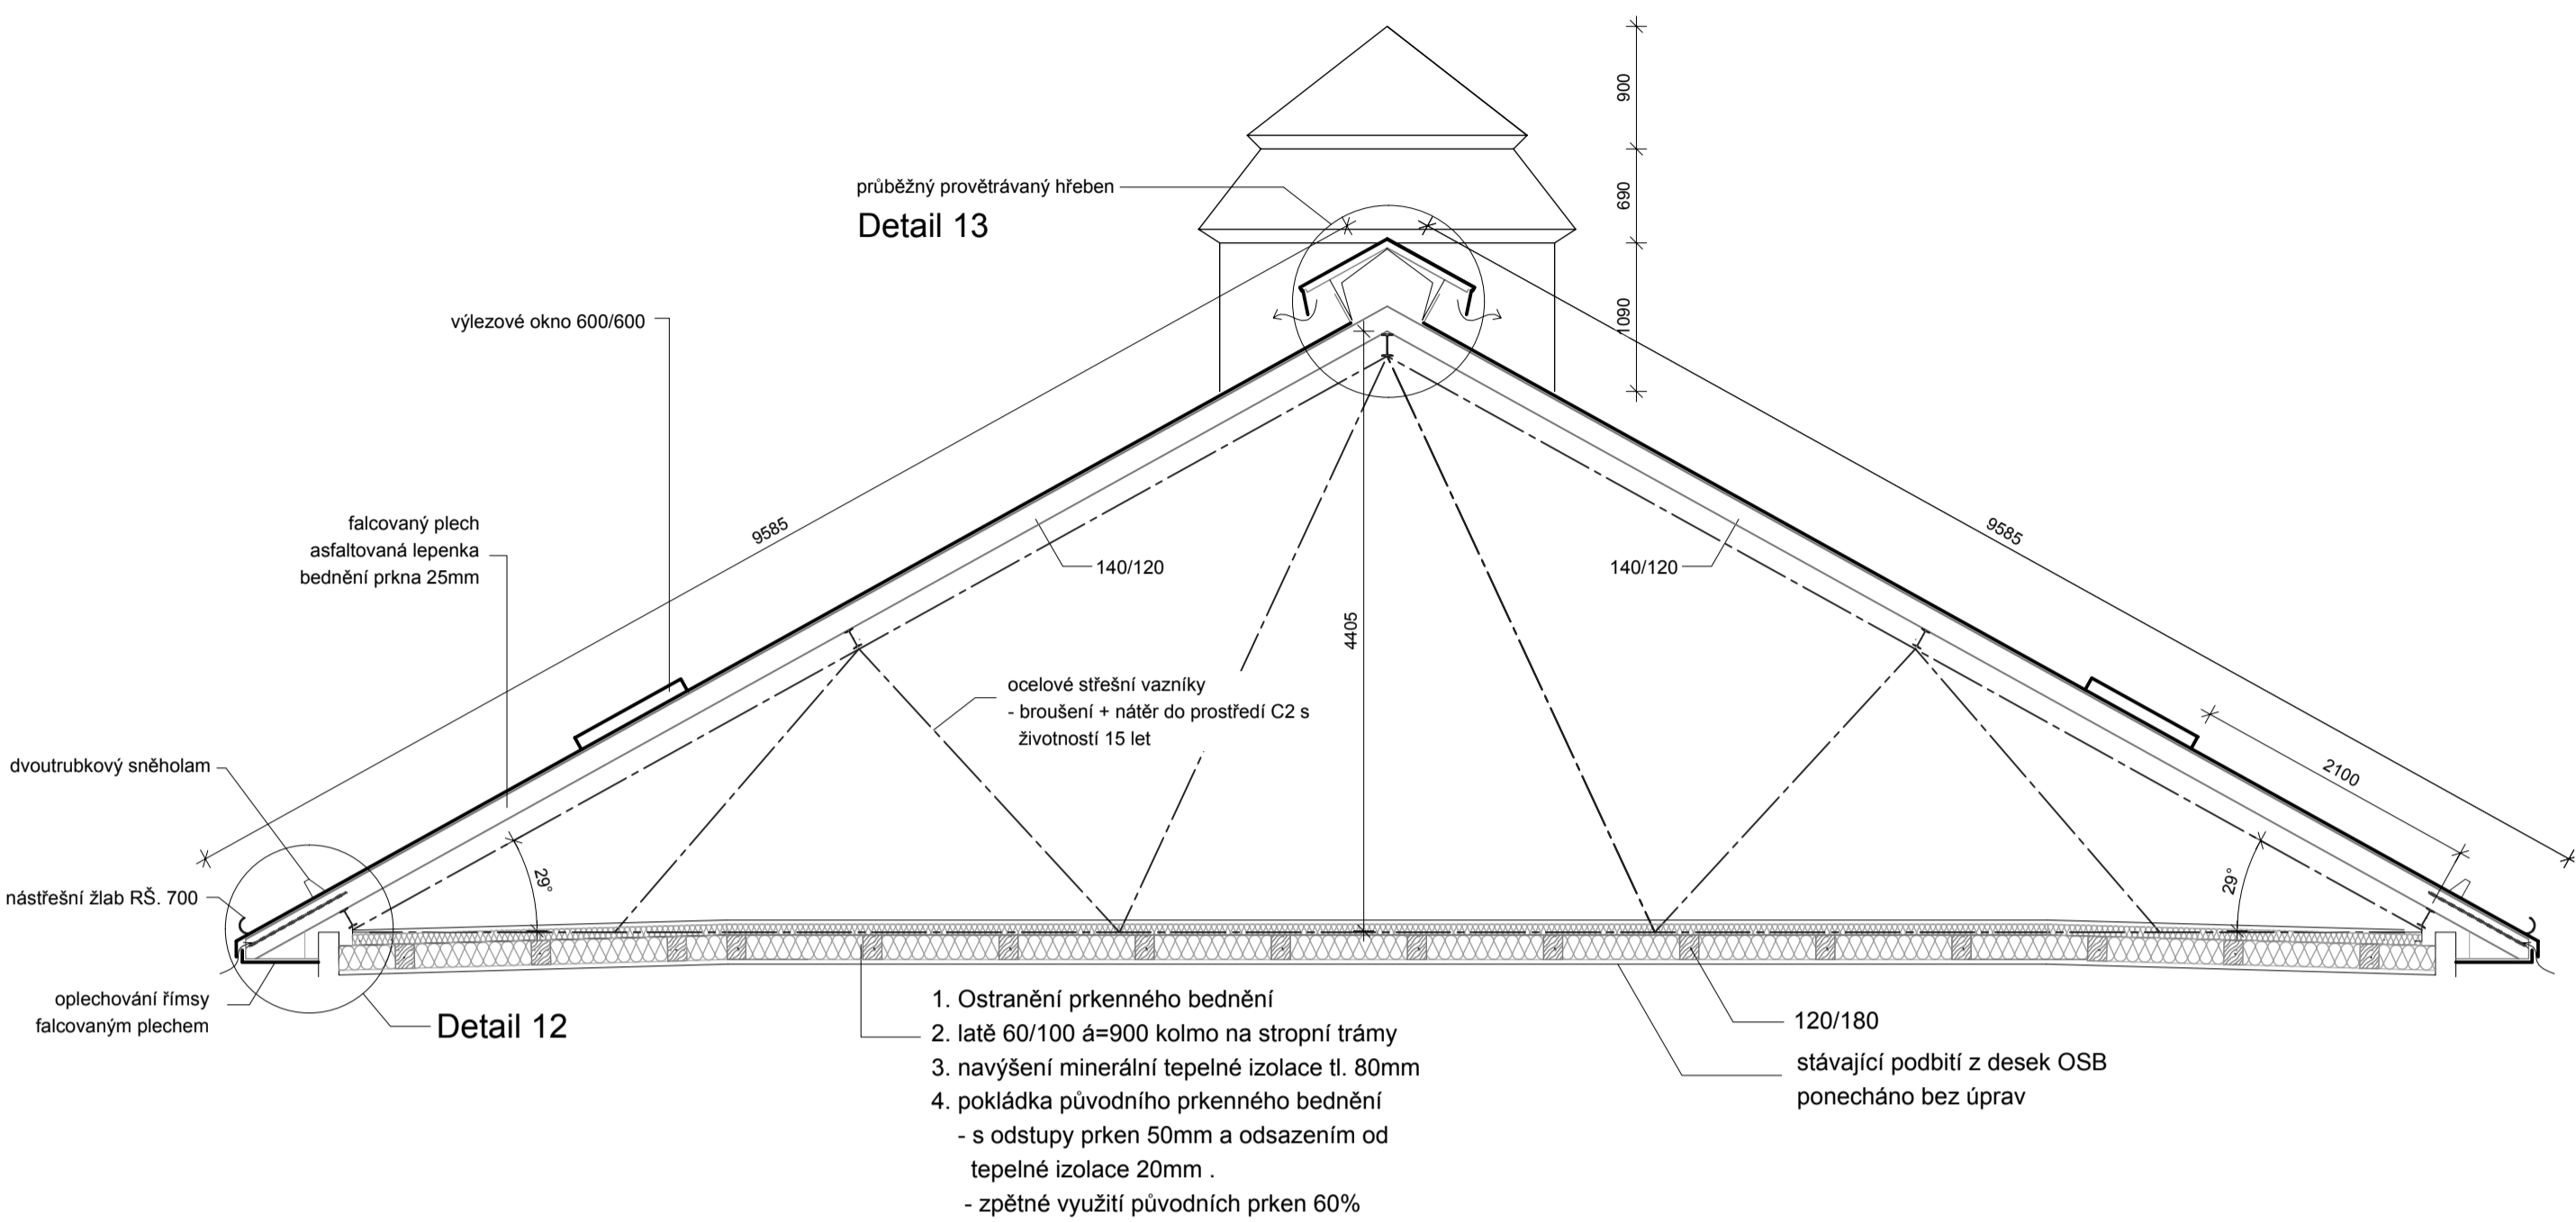 900
690
1090
průběžný provětrávaný hřeben
Detail 13
výlezové okno 600/600
falcovaný plech
asfaltovaná lepenka
bednění prkna 25mm
9585
9585
140/120
140/120
4405
ocelové střešní vazníky
- broušení + nátěr do prostředí C2 s
životností 15 let
dvoutrubkový sněholam
2100
29°
29°
nástřešní žlab RŠ. 700
oplechování římsy
falcovaným plechem
Detail 12
1. Ostranění prkenného bednění
2. latě 60/100 á=900 kolmo na stropní trámy
3. navýšení minerální tepelné izolace tl. 80mm
4. pokládka původního prkenného bednění
- s odstupy prken 50mm a odsazením od
tepelné izolace 20mm .
- zpětné využití původních prken 60%
120/180
stávající podbití z desek OSB
ponecháno bez úprav